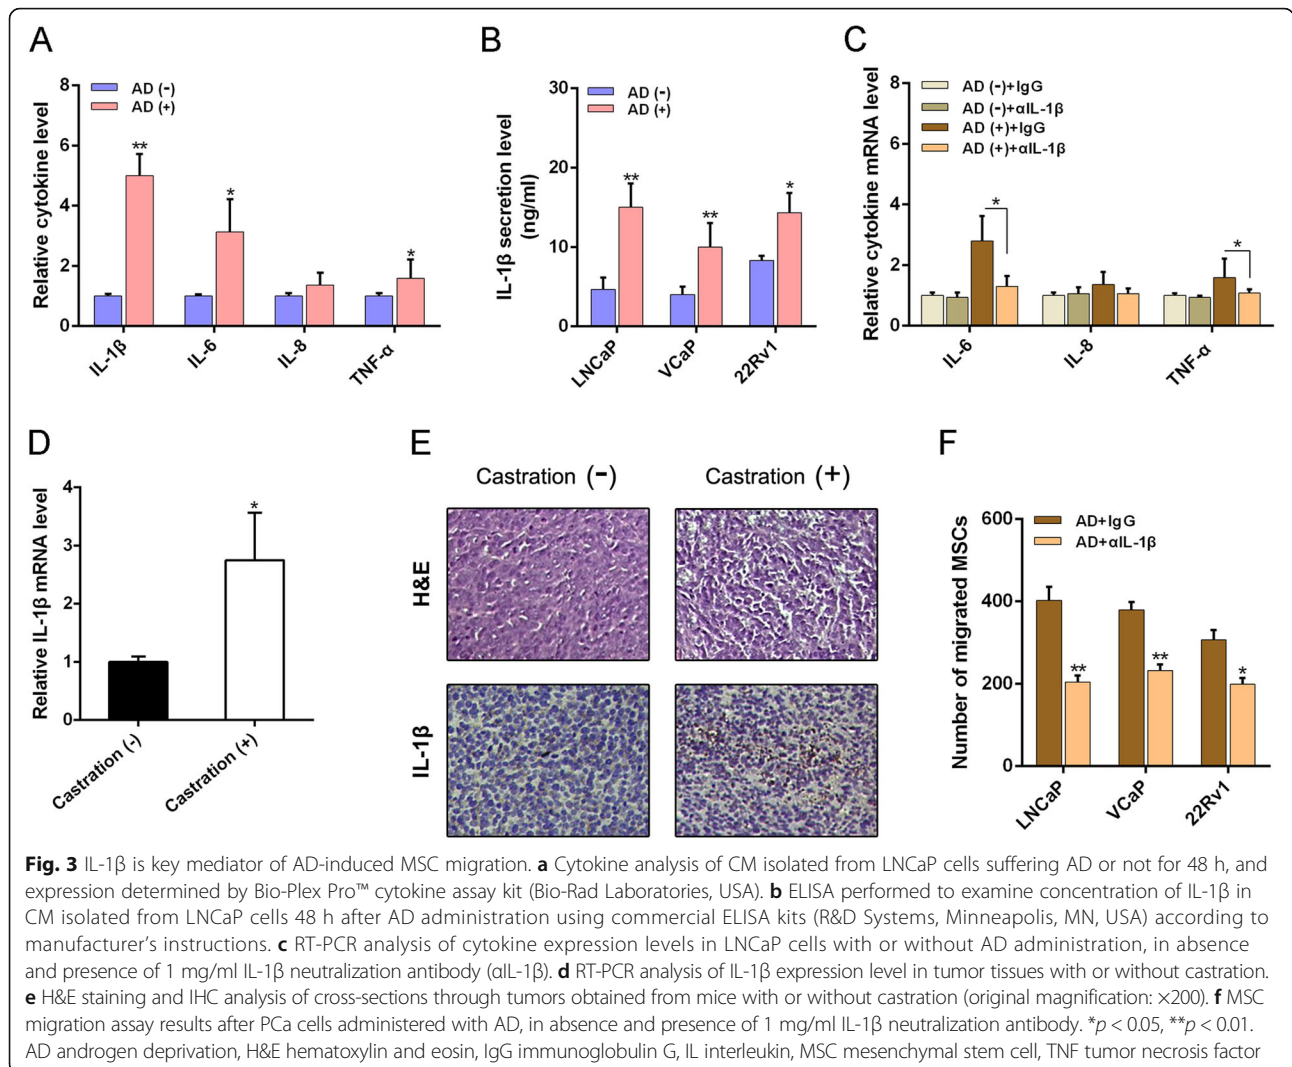 A
AD (-)
AD (+)
Relative cytokine level
8
6
4
2
0
IL-1β
IL-6
IL-8
TNF-α
**
*
*
B
AD (-)
AD (+)
IL-1β secretion level
(ng/ml)
30
20
10
0
LNCaP
VCaP
22Rv1
**
**
*
C
AD (-)+IgG
AD (-)+αIL-1β
AD (+)+IgG
AD (+)+αIL-1β
Relative cytokine mRNA level
8
6
4
2
0
IL-6
IL-8
TNF-α
*
*
D
Relative IL-1β mRNA level
4
3
2
1
0
Castration (-)
Castration (+)
*
E
Castration (-)
Castration (+)
H&E
IL-1β
F
AD+IgG
AD+αIL-1β
Number of migrated MSCs
600
400
200
0
LNCaP
VCaP
22Rv1
**
**
*
Fig. 3 IL-1β is key mediator of AD-induced MSC migration. a Cytokine analysis of CM isolated from LNCaP cells suffering AD or not for 48 h, and
expression determined by Bio-Plex Pro™ cytokine assay kit (Bio-Rad Laboratories, USA). b ELISA performed to examine concentration of IL-1β in
CM isolated from LNCaP cells 48 h after AD administration using commercial ELISA kits (R&D Systems, Minneapolis, MN, USA) according to
manufacturer's instructions. c RT-PCR analysis of cytokine expression levels in LNCaP cells with or without AD administration, in absence
and presence of 1 mg/ml IL-1β neutralization antibody (αIL-1β). d RT-PCR analysis of IL-1β expression level in tumor tissues with or without castration.
e H&E staining and IHC analysis of cross-sections through tumors obtained from mice with or without castration (original magnification: ×200). f MSC
migration assay results after PCa cells administered with AD, in absence and presence of 1 mg/ml IL-1β neutralization antibody. *p < 0.05, **p < 0.01.
AD androgen deprivation, H&E hematoxylin and eosin, IgG immunoglobulin G, IL interleukin, MSC mesenchymal stem cell, TNF tumor necrosis factor